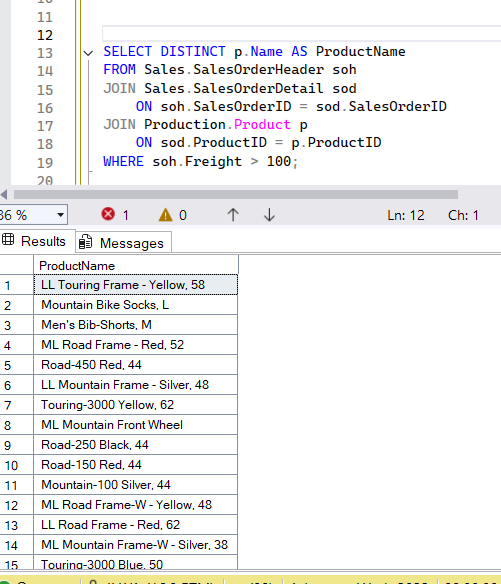 11
12
13 SELECT DISTINCT p.Name AS ProductName
14 FROM Sales.SalesOrderHeader soh
15 JOIN Sales.SalesOrderDetail sod
16 ON soh.SalesOrderID = sod.SalesOrderID
17 JOIN Production.Product p
18 ON sod.ProductID = p.ProductID
19 WHERE soh.Freight > 100;
20
86 % 1 0 Ln: 12 Ch: 1
Results Messages
ProductName
1 LL Touring Frame - Yellow, 58
2 Mountain Bike Socks, L
3 Men's Bib-Shorts, M
4 ML Road Frame - Red, 52
5 Road-450 Red, 44
6 LL Mountain Frame - Silver, 48
7 Touring-3000 Yellow, 62
8 ML Mountain Front Wheel
9 Road-250 Black, 44
10 Road-150 Red, 44
11 Mountain-100 Silver, 44
12 ML Road Frame-W - Yellow, 48
13 LL Road Frame - Red, 62
14 ML Mountain Frame-W - Silver, 38
15 Touring-3000 Blue, 50